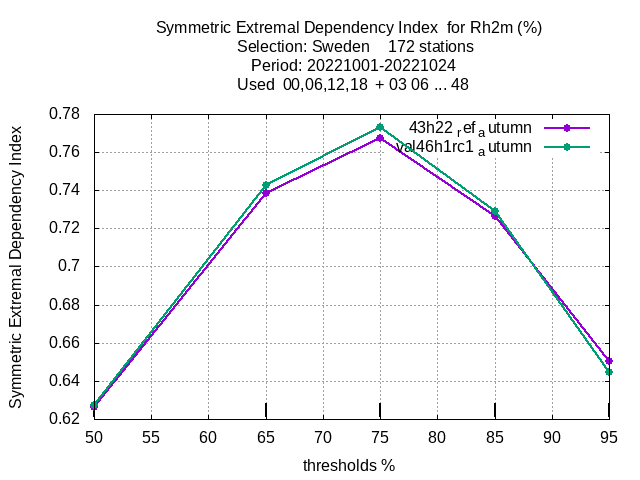 Symmetric Extremal Dependency Index  for Rh2m (%)
Selection: Sweden    172 stations
Period: 20221001-20221024
Used  00,06,12,18  + 03 06 ... 48
43h22 ref autumn
val46h1rc1 autumn
Symmetric Extremal Dependency Index
0.78
0.76
0.74
0.72
0.7
0.68
0.66
0.64
0.62
50 55 60 65 70 75 80 85 90 95
thresholds %